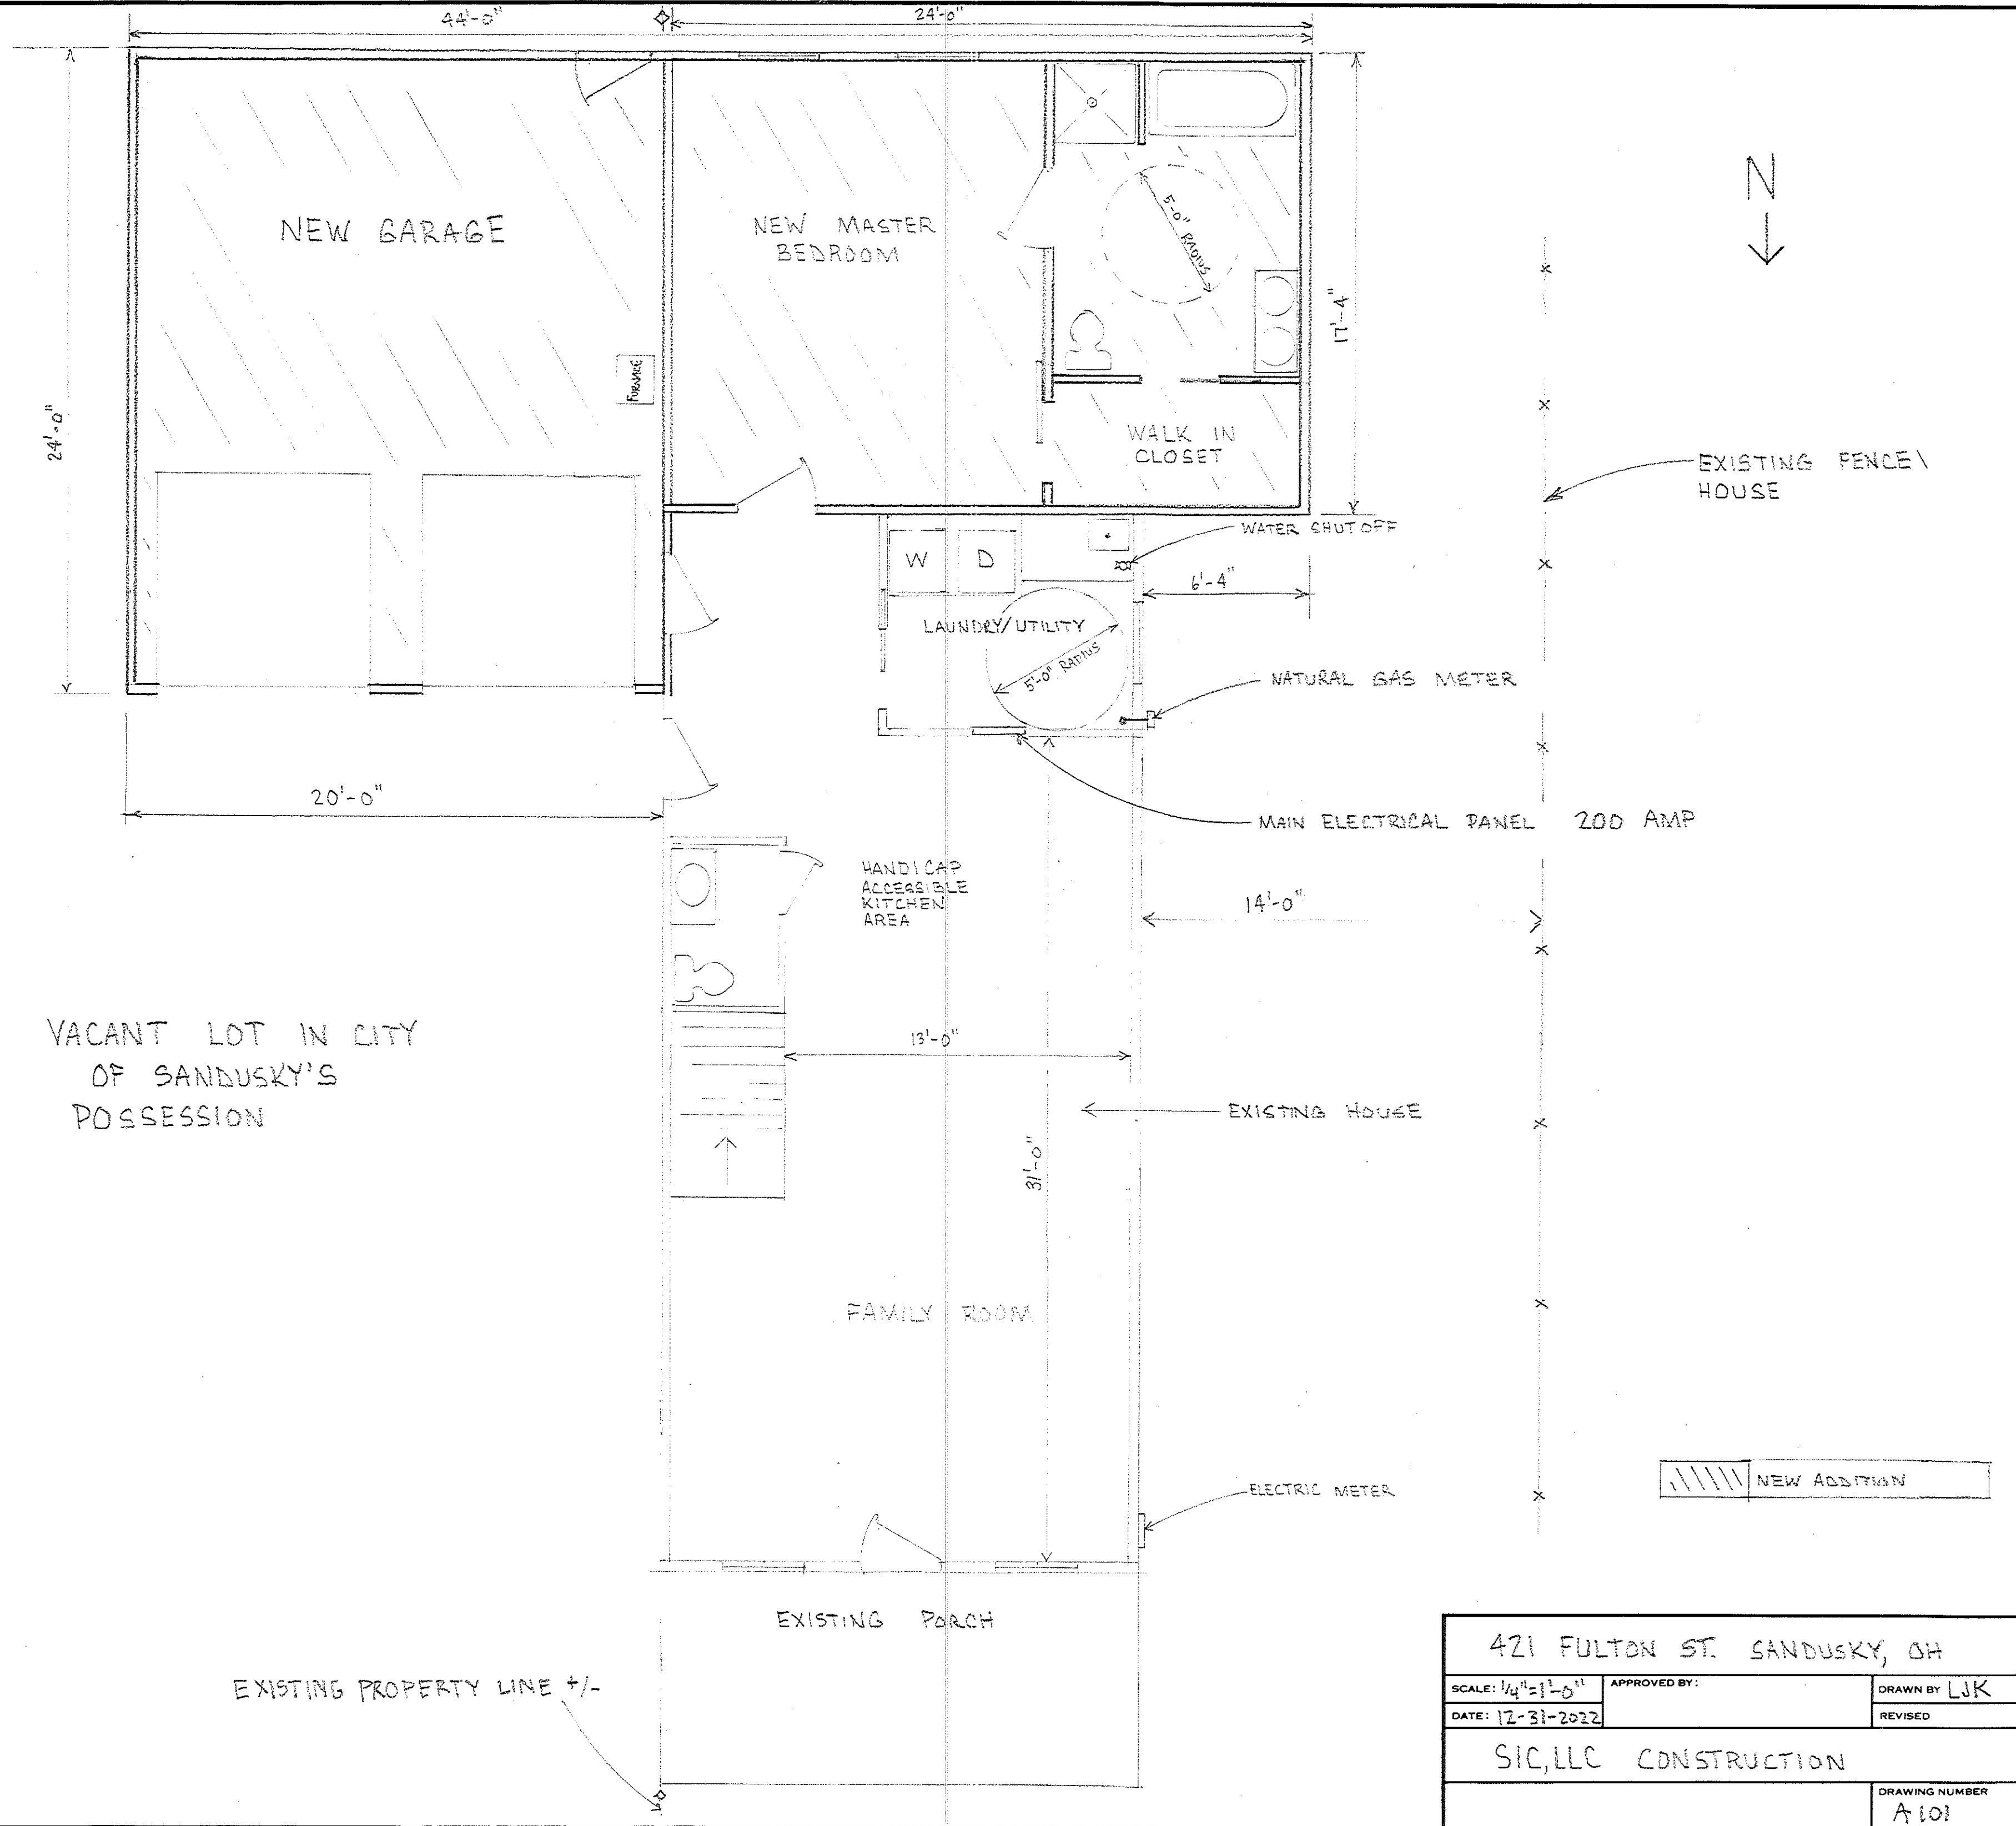 44'-0"
24'-0"
N
NEW GARAGE
NEW MASTER
BEDROOM
5-0" RADIUS
17'-4"
FURNACE
24'-0"
WALK IN
CLOSET
EXISTING FENCE\
HOUSE
WATER SHUTOFF
W
D
6'-4"
LAUNDRY/UTILITY
5'-0" RADIUS
NATURAL GAS METER
20'-0"
MAIN ELECTRICAL PANEL 200 AMP
HANDICAP
ACCESSIBLE
KITCHEN
AREA
14'-0"
VACANT LOT IN CITY
OF SANDUSKY'S
POSSESSION
13'-0"
EXISTING HOUSE
31'-0"
FAMILY ROOM
NEW ADDITION
ELECTRIC METER
EXISTING PORCH
EXISTING PROPERTY LINE +/-
421 FULTON ST. SANDUSKY, OH
SCALE: 1/4"=1'-0"
APPROVED BY:
DRAWN BY LJK
DATE: 12-31-2022
REVISED
SIC,LLC CONSTRUCTION
DRAWING NUMBER
A101